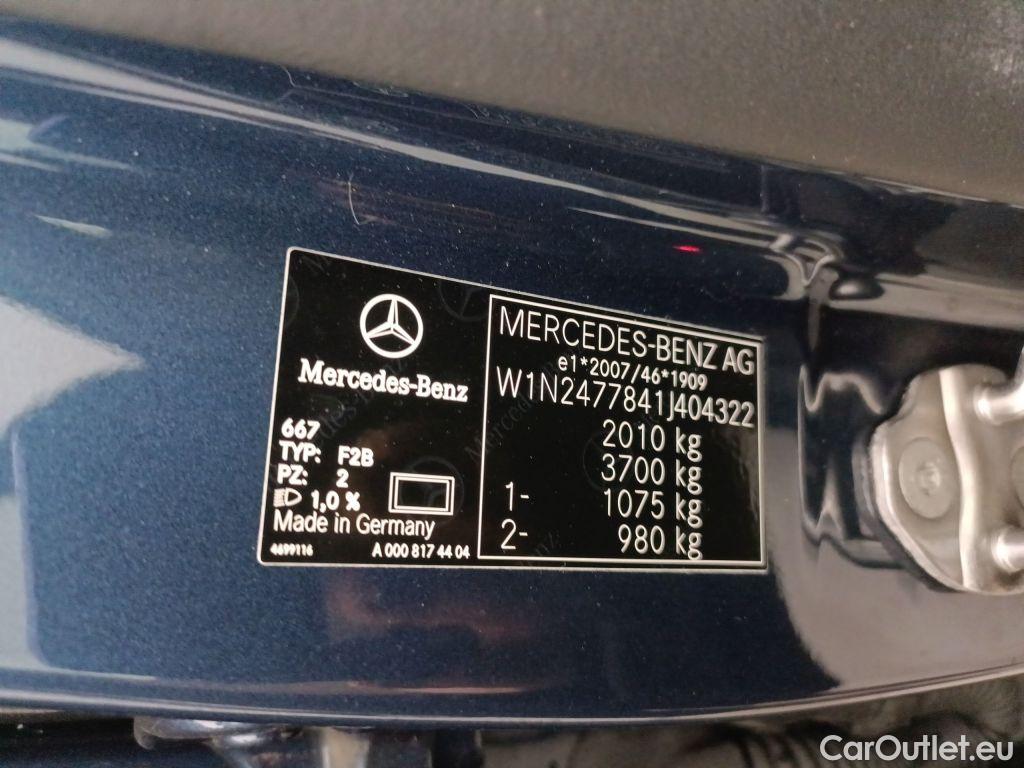 Mercedes-Benz
667
TYP: F2B
PZ: 2
1,0 %
Made in Germany
4699116 A 000 817 44 04
MERCEDES-BENZ AG
e1*2007/46*1909
W1N2477841J404322
2010 kg
3700 kg
1- 1075 kg
2- 980 kg
CarOutlet.eu